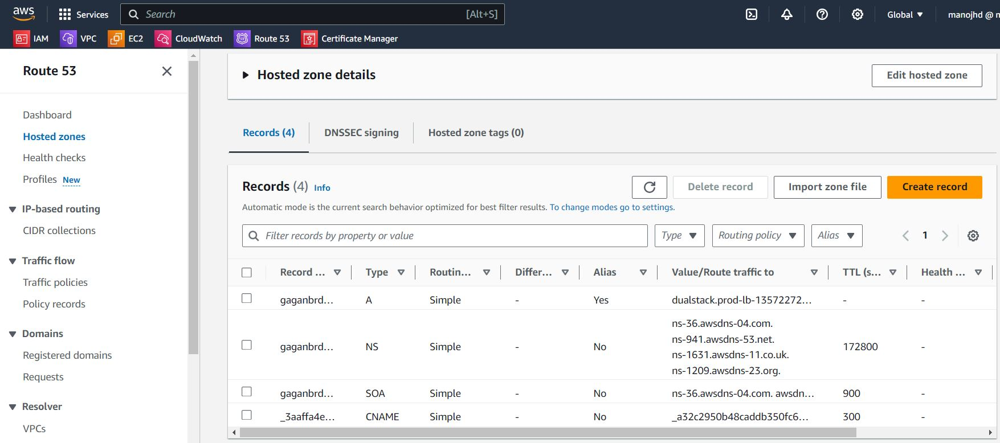 aws Services Search [Alt+S] Global manojhd @
IAM VPC EC2 CloudWatch Route 53 Certificate Manager
Route 53
Dashboard
Hosted zones
Health checks
Profiles New
IP-based routing
CIDR collections
Traffic flow
Traffic policies
Policy records
Domains
Registered domains
Requests
Resolver
VPCs
Hosted zone details Edit hosted zone
Records (4) DNSSEC signing Hosted zone tags (0)
Records (4) Info Delete record Import zone file Create record
Automatic mode is the current search behavior optimized for best filter results. To change modes go to settings.
Filter records by property or value Type Routing policy Alias 1
Record ... Type Routin... Differ... Alias Value/Route traffic to TTL (s... Health ...
gaganbrd... A Simple - Yes dualstack.prod-lb-13572272... - -
gaganbrd... NS Simple - No ns-36.awsdns-04.com. 172800 -
ns-941.awsdns-53.net.
ns-1631.awsdns-11.co.uk.
ns-1209.awsdns-23.org.
gaganbrd... SOA Simple - No ns-36.awsdns-04.com. awsdn... 900 -
_3aaffa4e... CNAME Simple - No _a32c2950b48caddb350fc6... 300 -